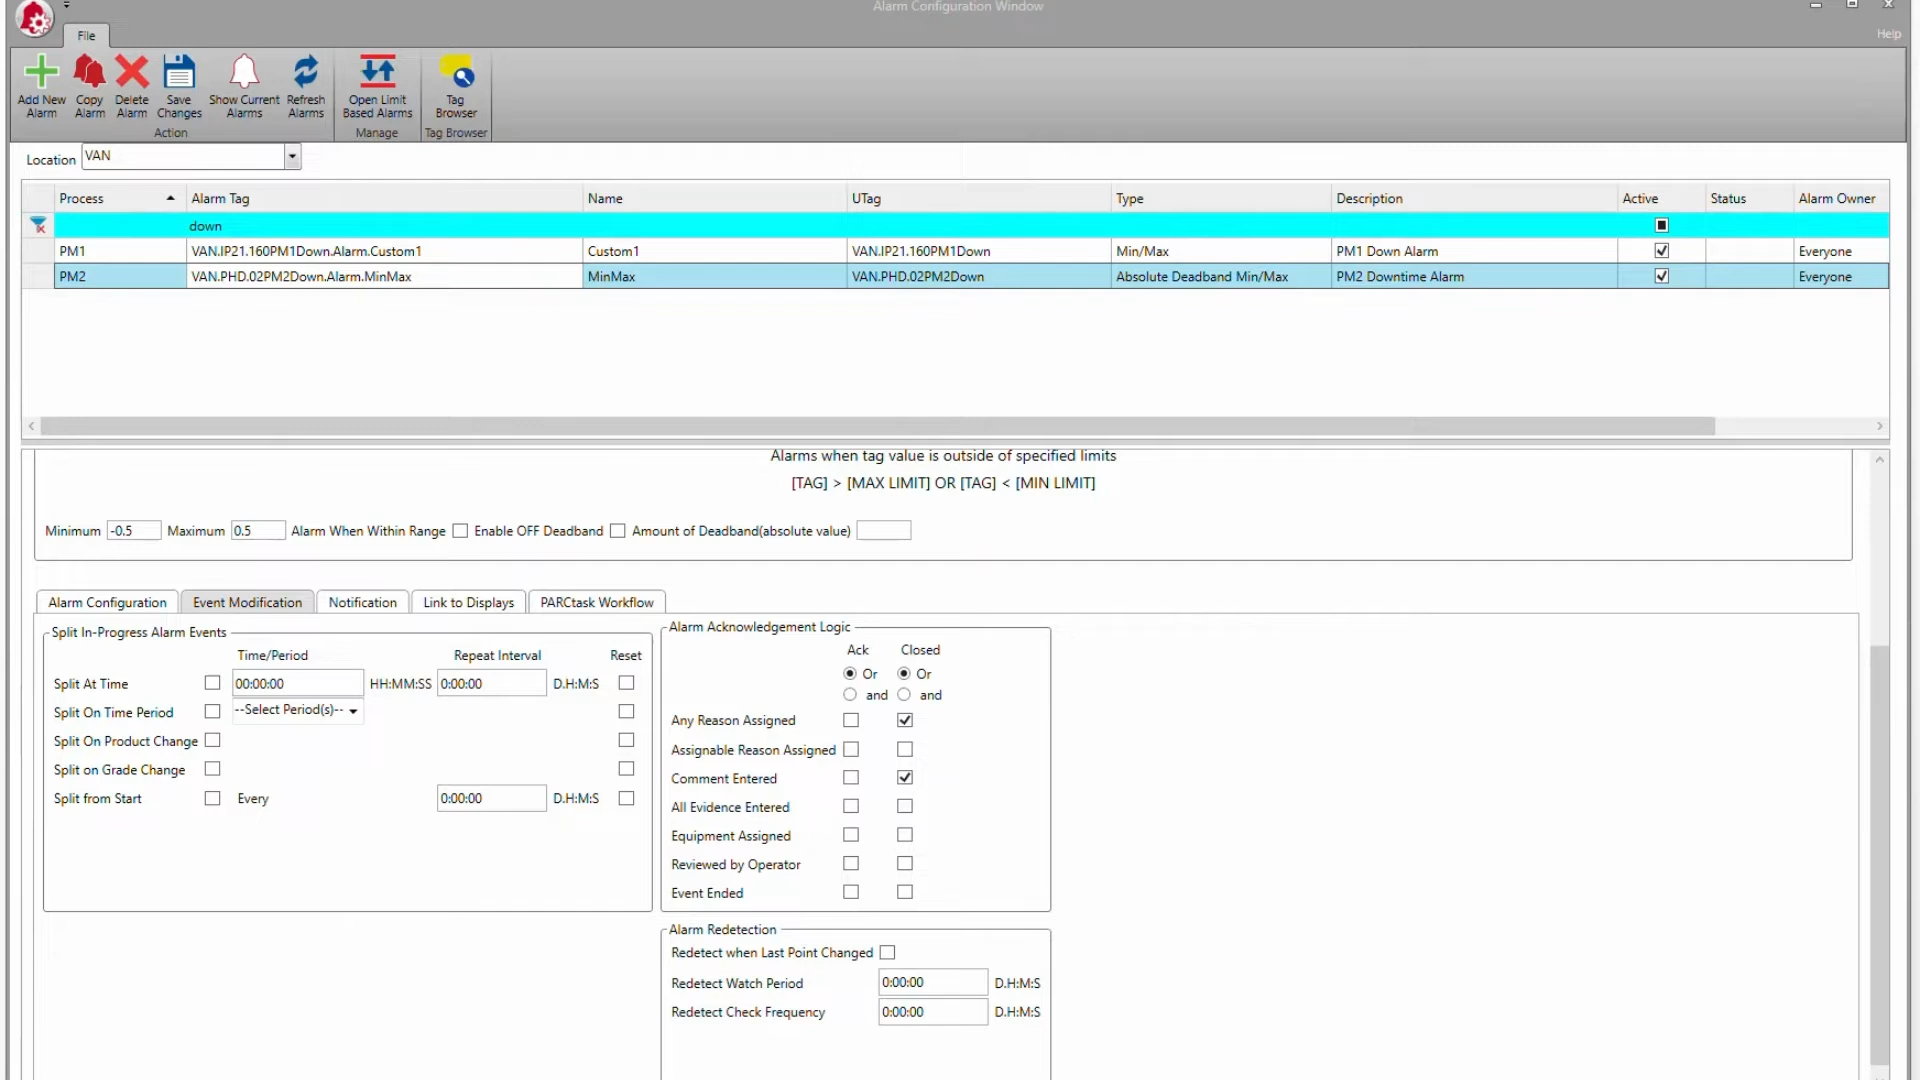 Alarm Configuration Window
File
Help
Add New Alarm
Copy Alarm
Delete Alarm
Save Changes
Show Current Alarms
Refresh Alarms
Open Limit Based Alarms
Tag Browser
Action
Manage
Tag Browser
Location VAN
Process Alarm Tag Name UTag Type Description Active Status Alarm Owner
down
PM1 VAN.IP21.160PM1Down.Alarm.Custom1 Custom1 VAN.IP21.160PM1Down Min/Max PM1 Down Alarm Everyone
PM2 VAN.PHD.02PM2Down.Alarm.MinMax MinMax VAN.PHD.02PM2Down Absolute Deadband Min/Max PM2 Downtime Alarm Everyone
Alarms when tag value is outside of specified limits
[TAG] > [MAX LIMIT] OR [TAG] < [MIN LIMIT]
Minimum -0.5 Maximum 0.5 Alarm When Within Range Enable OFF Deadband Amount of Deadband(absolute value)
Alarm Configuration Event Modification Notification Link to Displays PARCtask Workflow
Split In-Progress Alarm Events
Time/Period Repeat Interval Reset
Split At Time 00:00:00 HH:MM:SS 0:00:00 D.H:M:S
Split On Time Period --Select Period(s)--
Split On Product Change
Split on Grade Change
Split from Start Every 0:00:00 D.H:M:S
Alarm Acknowledgement Logic
Ack Closed
Or Or
and and
Any Reason Assigned
Assignable Reason Assigned
Comment Entered
All Evidence Entered
Equipment Assigned
Reviewed by Operator
Event Ended
Alarm Redetection
Redetect when Last Point Changed
Redetect Watch Period 0:00:00 D.H:M:S
Redetect Check Frequency 0:00:00 D.H:M:S